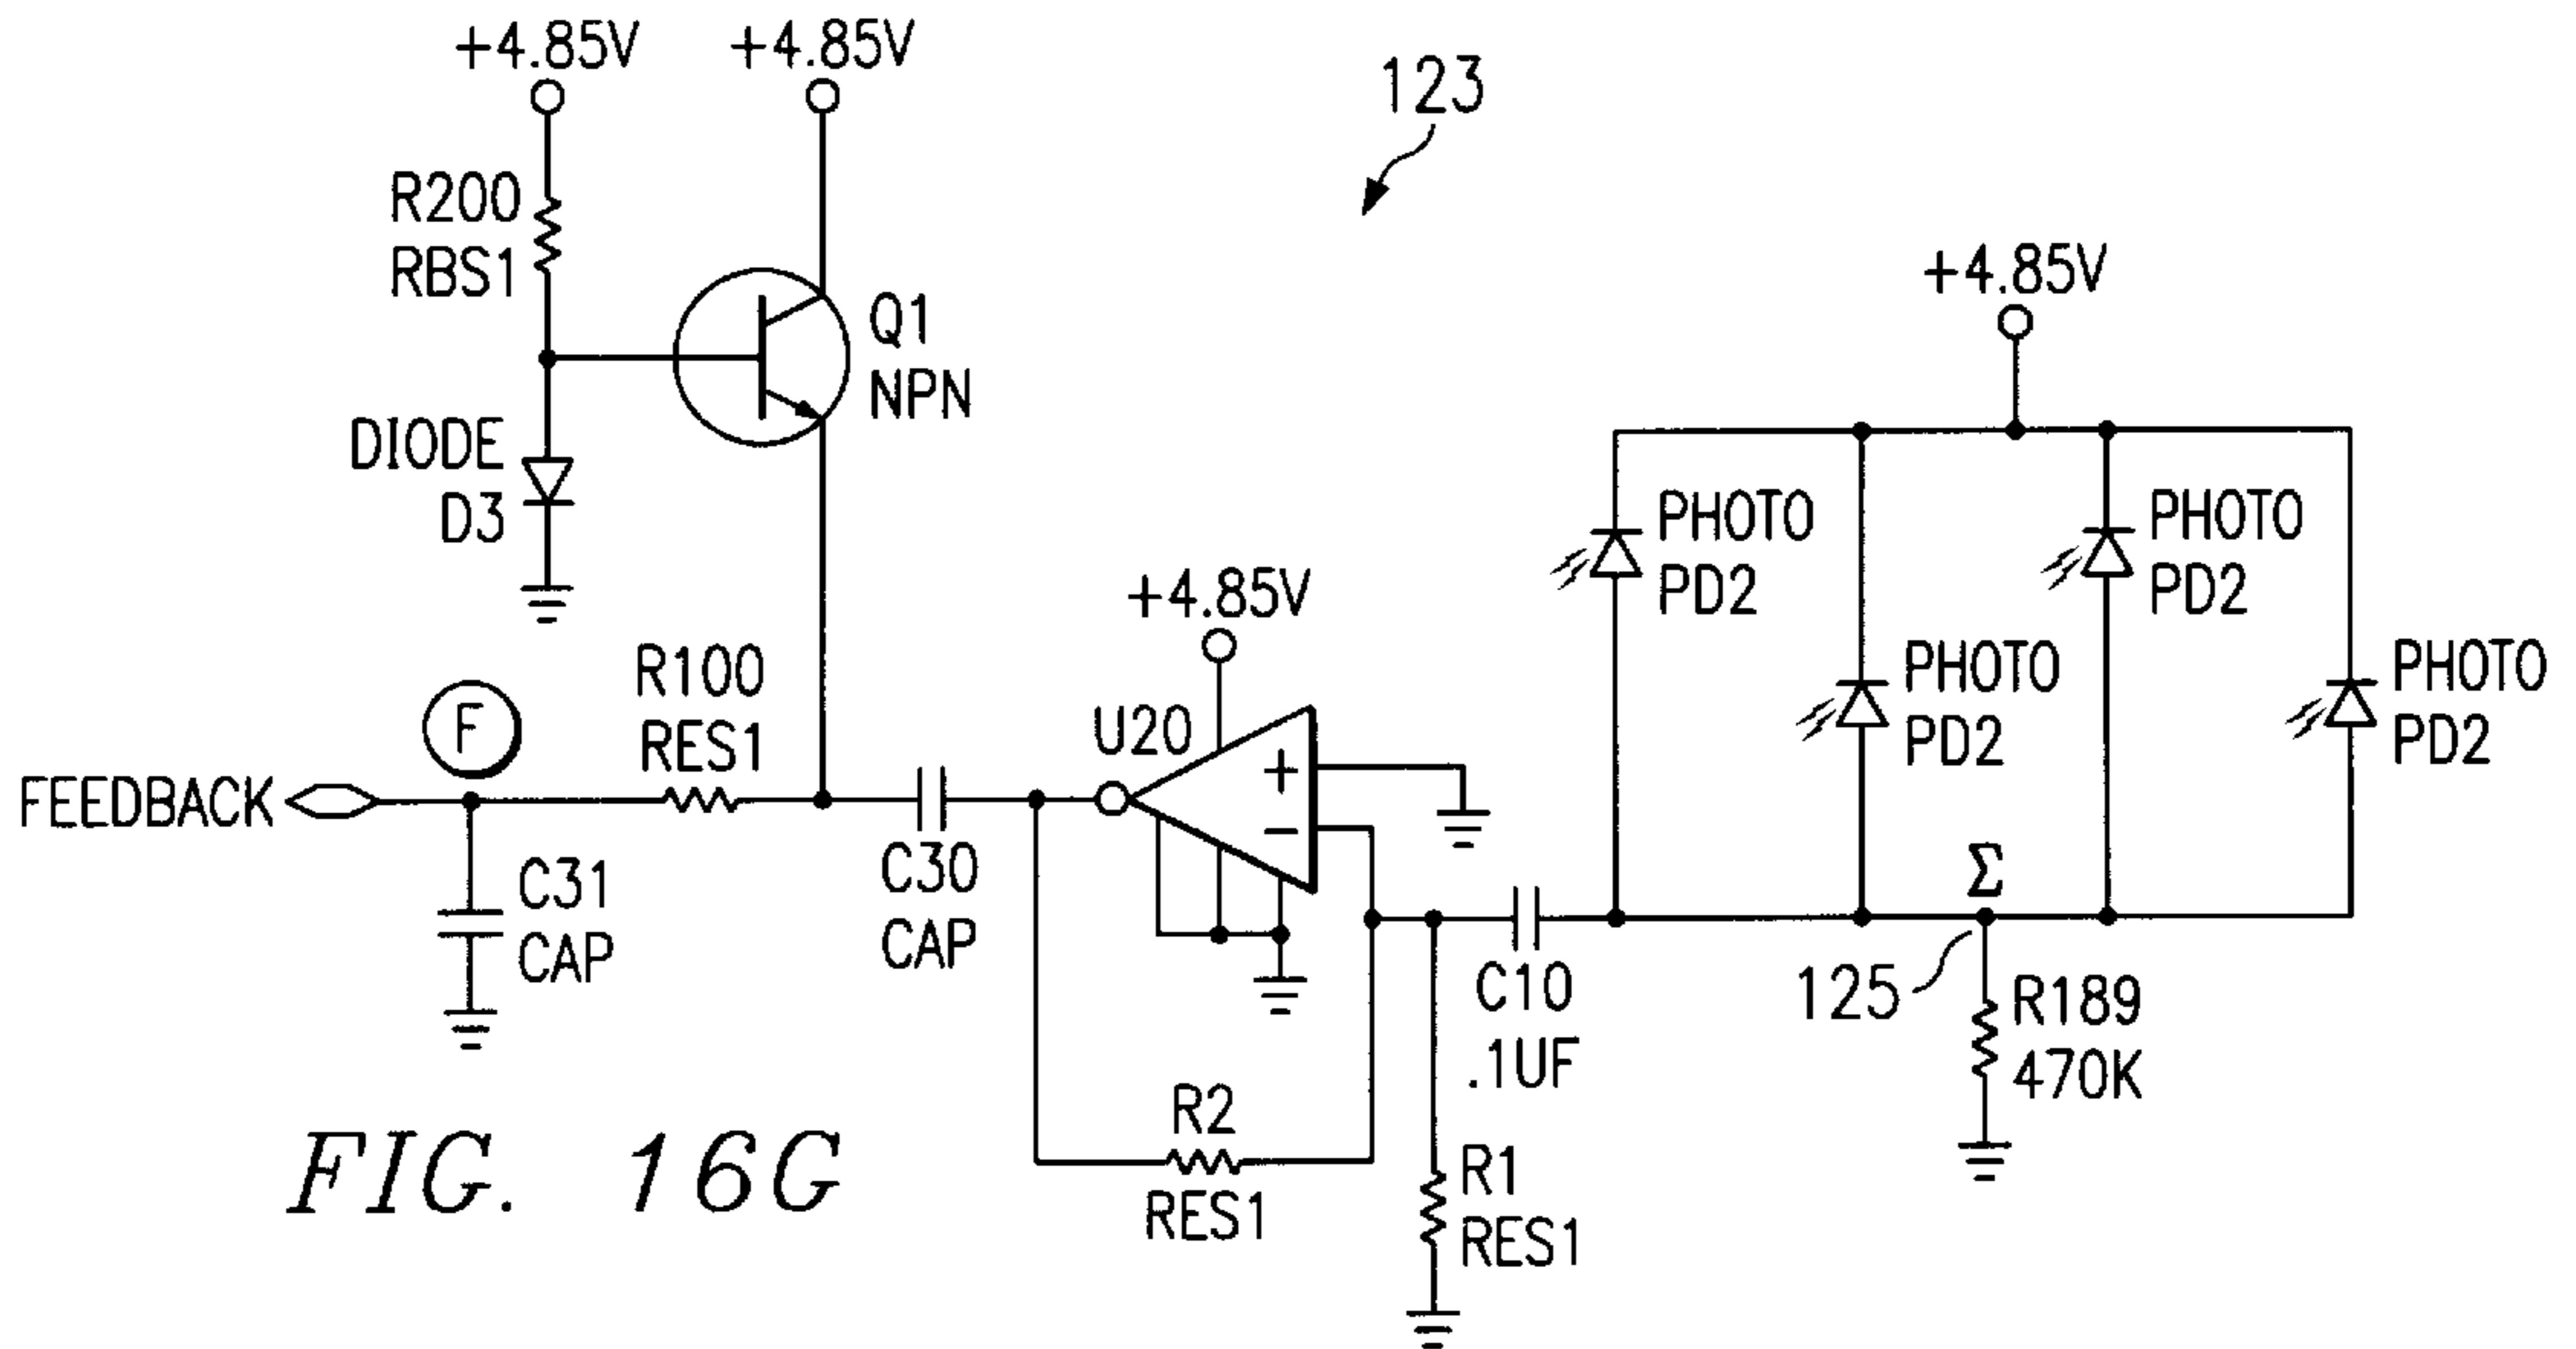 +4.85V
+4.85V
123
R200
RBS1
Q1
NPN
+4.85V
DIODE
D3
PHOTO
PD2
PHOTO
PD2
+4.85V
R100
RES1
PHOTO
PD2
PHOTO
PD2
F
U20
+
-
FEEDBACK
C31
CAP
C30
CAP
Σ
C10
.1UF
125
R189
470K
R2
RES1
R1
RES1
FIG. 16G